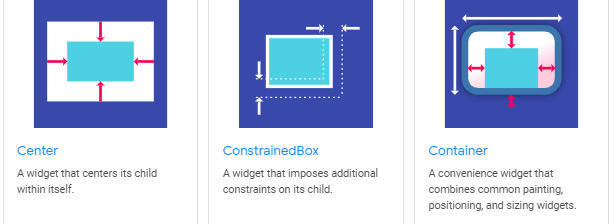 Center
A widget that centers its child
within itself.
ConstrainedBox
A widget that imposes additional
constraints on its child.
Container
A convenience widget that
combines common painting,
positioning, and sizing widgets.